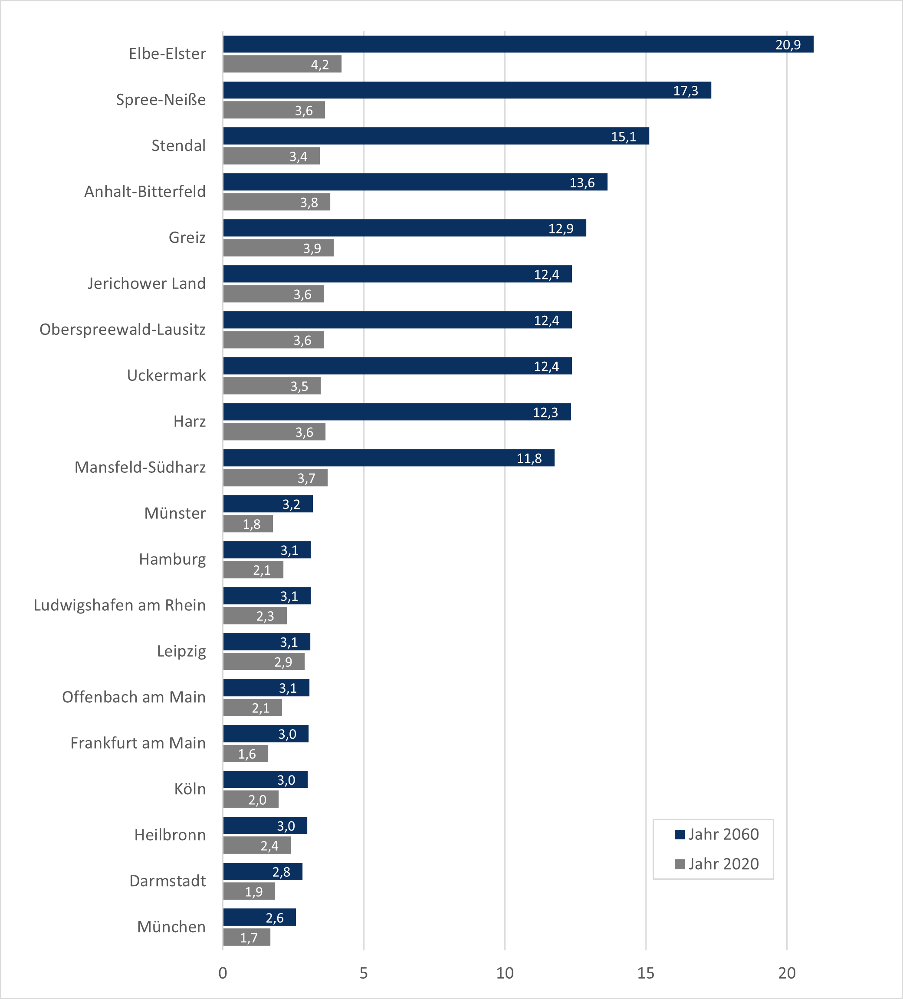 Elbe-Elster
20,9
4,2
Spree-Neiße
17,3
3,6
Stendal
15,1
3,4
Anhalt-Bitterfeld
13,6
3,8
Greiz
12,9
3,9
Jerichower Land
12,4
3,6
Oberspreewald-Lausitz
12,4
3,6
Uckermark
12,4
3,5
Harz
12,3
3,6
Mansfeld-Südharz
11,8
3,7
Münster
3,2
1,8
Hamburg
3,1
2,1
Ludwigshafen am Rhein
3,1
2,3
Leipzig
3,1
2,9
Offenbach am Main
3,1
2,1
Frankfurt am Main
3,0
1,6
Köln
3,0
2,0
Heilbronn
3,0
2,4
Darmstadt
2,8
1,9
München
2,6
1,7
Jahr 2060
Jahr 2020
0 5 10 15 20